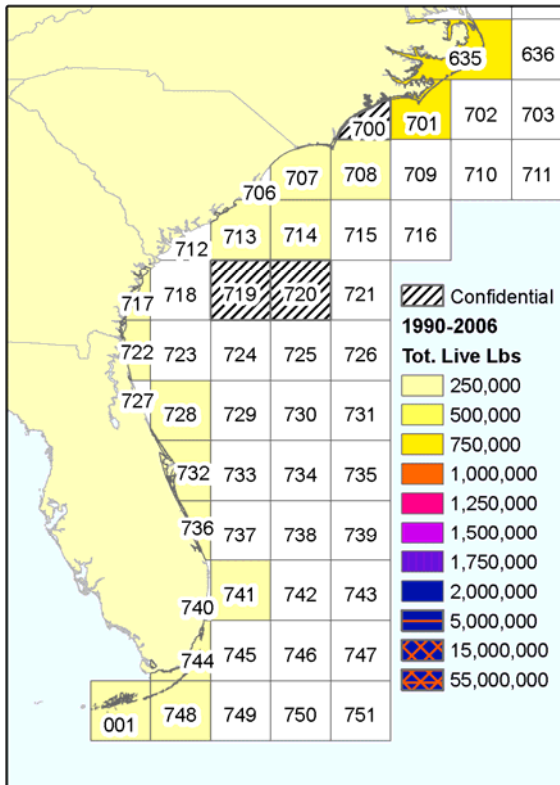 635 636
700 701 702 703
706 707 708 709 710 711
712 713 714 715 716
717 718 719 720 721
722 723 724 725 726
727 728 729 730 731
732 733 734 735
736 737 738 739
740 741 742 743
744 745 746 747
001 748 749 750 751
Confidential
1990-2006
Tot. Live Lbs
250,000
500,000
750,000
1,000,000
1,250,000
1,500,000
1,750,000
2,000,000
5,000,000
15,000,000
55,000,000